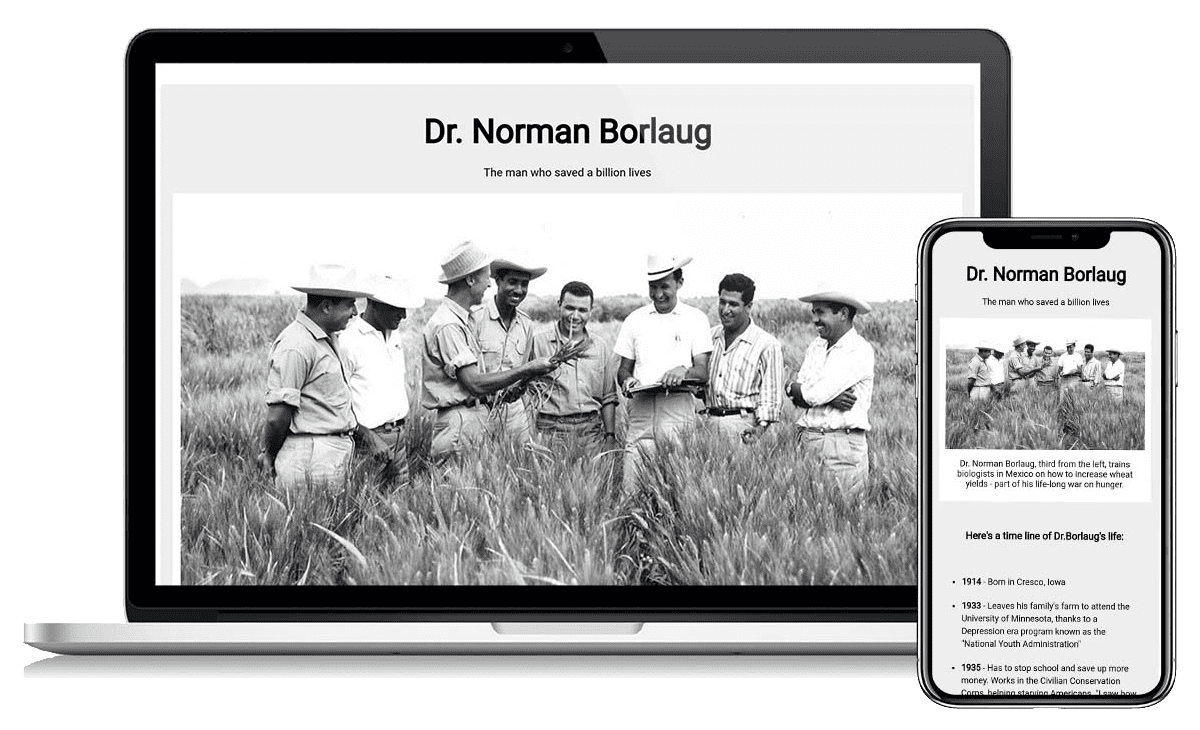 Dr. Norman Borlaug
The man who saved a billion lives
Dr. Norman Borlaug
The man who saved a billion lives
Dr. Norman Borlaug, third from the left, trains
biologists in Mexico on how to increase wheat
yields - part of his life-long war on hunger.
Here's a time line of Dr.Borlaug's life:
• 1914 - Born in Cresco, Iowa
• 1933 - Leaves his family's farm to attend the
University of Minnesota, thanks to a
Depression era program known as the
"National Youth Administration"
• 1935 - Has to stop school and save up more
money. Works in the Civilian Conservation
Corps, helping starving Americans. "I saw how